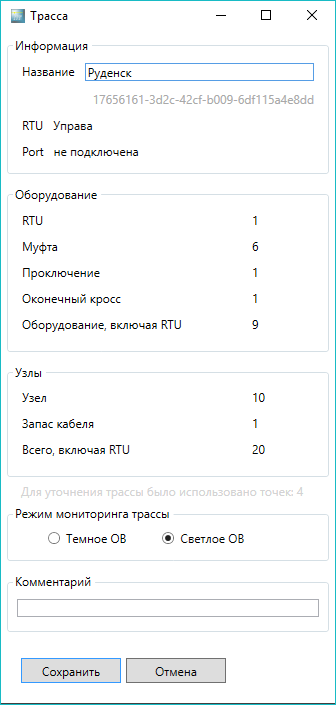 Трасса
Информация
Название Руденск
17656161-3d2c-42cf-b009-6df115a4e8dd
RTU Управа
Port не подключена
Оборудование
RTU 1
Муфта 6
Проключение 1
Оконечный кросс 1
Оборудование, включая RTU 9
Узлы
Узел 10
Запас кабеля 1
Всего, включая RTU 20
Для уточнения трассы было использовано точек: 4
Режим мониторинга трассы
Темное ОВ Светлое ОВ
Комментарий
Сохранить Отмена